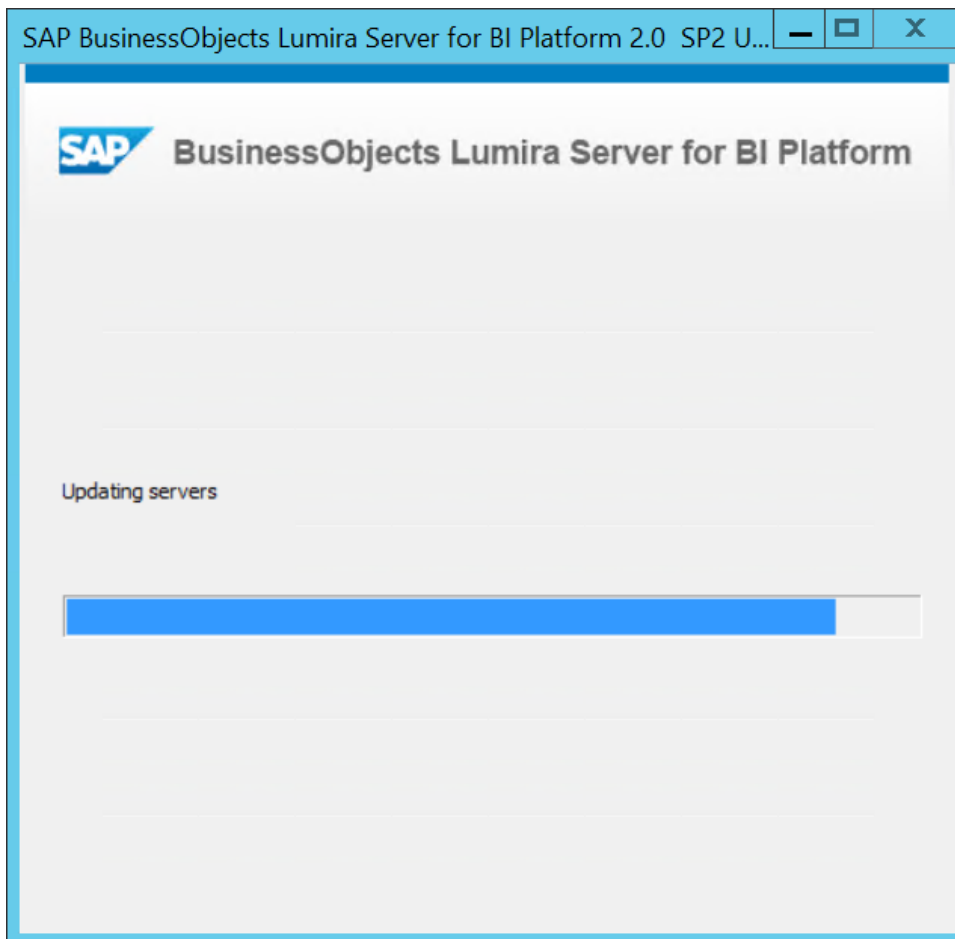 SAP BusinessObjects Lumira Server for BI Platform 2.0 SP2 U...
SAP BusinessObjects Lumira Server for BI Platform
Updating servers